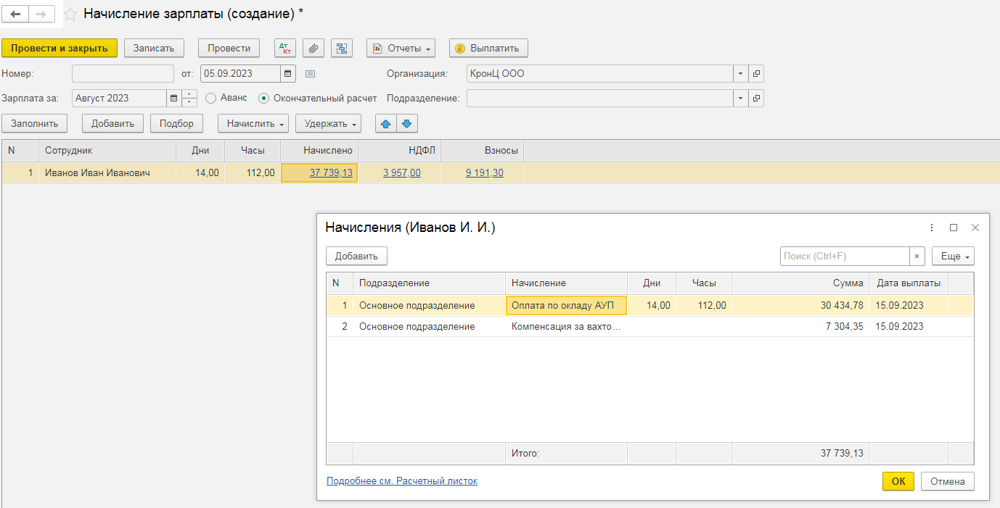 Начисление зарплаты (создание) *
Провести и закрыть Записать Провести Дт Кт Отчеты Выплатить
Номер: от: 05.09.2023 Организация: КронЦ ООО
Зарплата за: Август 2023 Аванс Окончательный расчет Подразделение:
Заполнить Добавить Подбор Начислить Удержать
N Сотрудник Дни Часы Начислено НДФЛ Взносы
1 Иванов Иван Иванович 14,00 112,00 37 739,13 3 957,00 9 191,30
Начисления (Иванов И. И.)
Добавить Поиск (Ctrl+F) × Еще
N Подразделение Начисление Дни Часы Сумма Дата выплаты
1 Основное подразделение Оплата по окладу АУП 14,00 112,00 30 434,78 15.09.2023
2 Основное подразделение Компенсация за вахто... 7 304,35 15.09.2023
Итого: 37 739,13
Подробнее см. Расчетный листок ОК Отмена